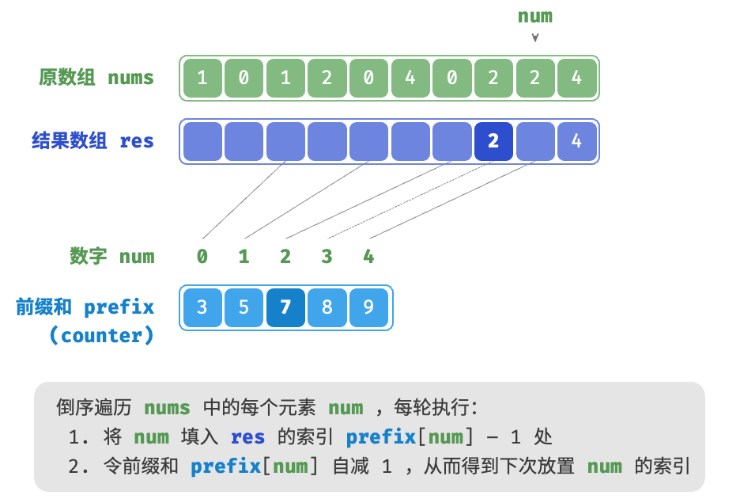 num
原数组 nums 1 0 1 2 0 4 0 2 2 4
结果数组 res 2 4
数字 num 0 1 2 3 4
前缀和 prefix 3 5 7 8 9
(counter)
倒序遍历 nums 中的每个元素 num ，每轮执行：
1. 将 num 填入 res 的索引 prefix[num] – 1 处
2. 令前缀和 prefix[num] 自减 1 ，从而得到下次放置 num 的索引